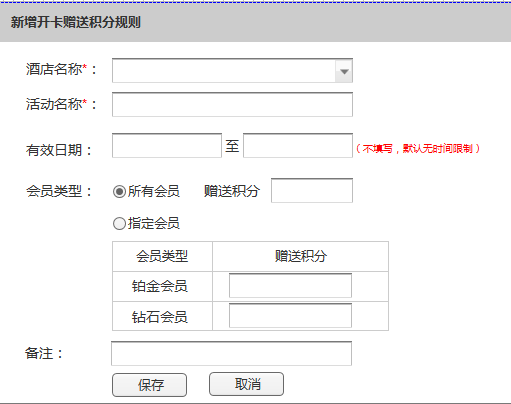 新增开卡赠送积分规则
酒店名称*：
活动名称*：
有效日期： 至 （不填写，默认无时间限制）
会员类型： 所有会员 赠送积分
指定会员
会员类型 赠送积分
铂金会员
钻石会员
备注：
保存 取消